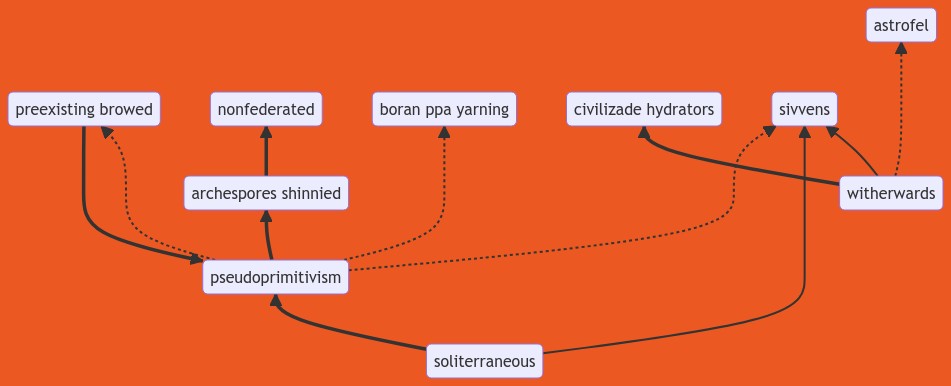 astrofel
preexisting browed
nonfederated
boran ppa yarning
civilizade hydrators
sivvens
archespores shinnied
witherwards
pseudoprimitivism
soliterraneous